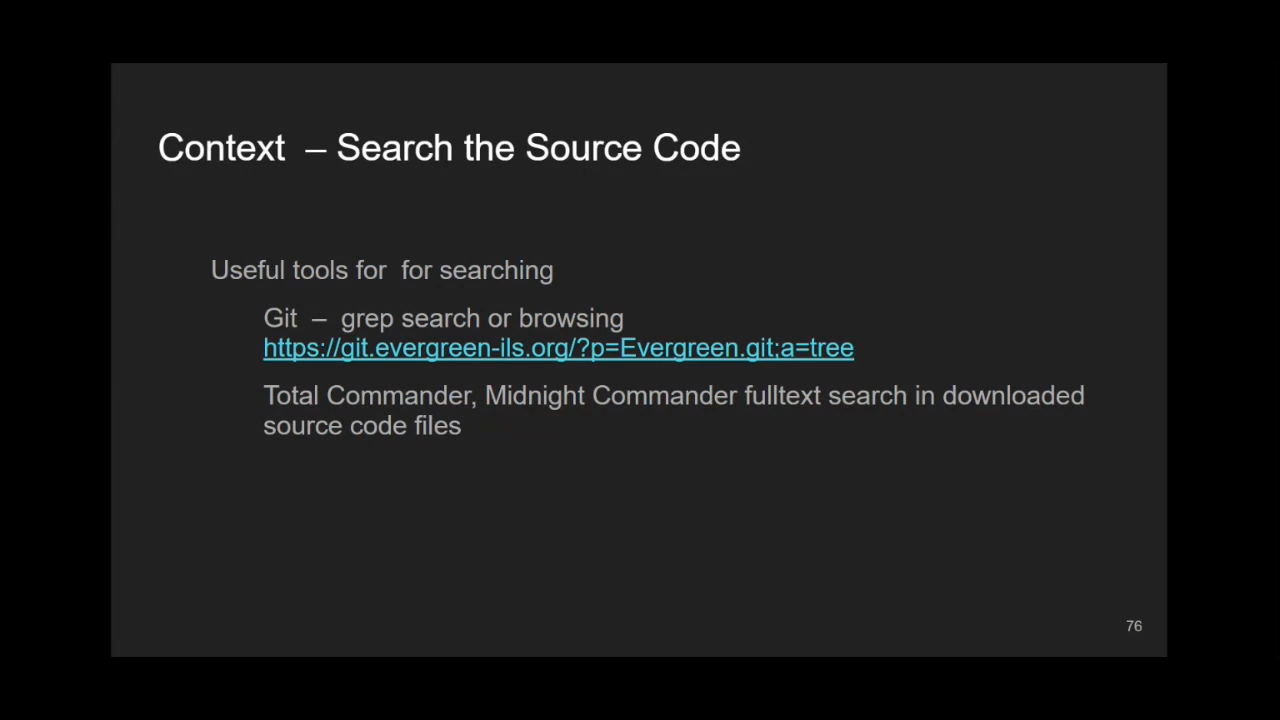 Context  – Search the Source Code
Useful tools for  for searching
Git  –  grep search or browsing
https://git.evergreen-ils.org/?p=Evergreen.git;a=tree
Total Commander, Midnight Commander fulltext search in downloaded
source code files
76